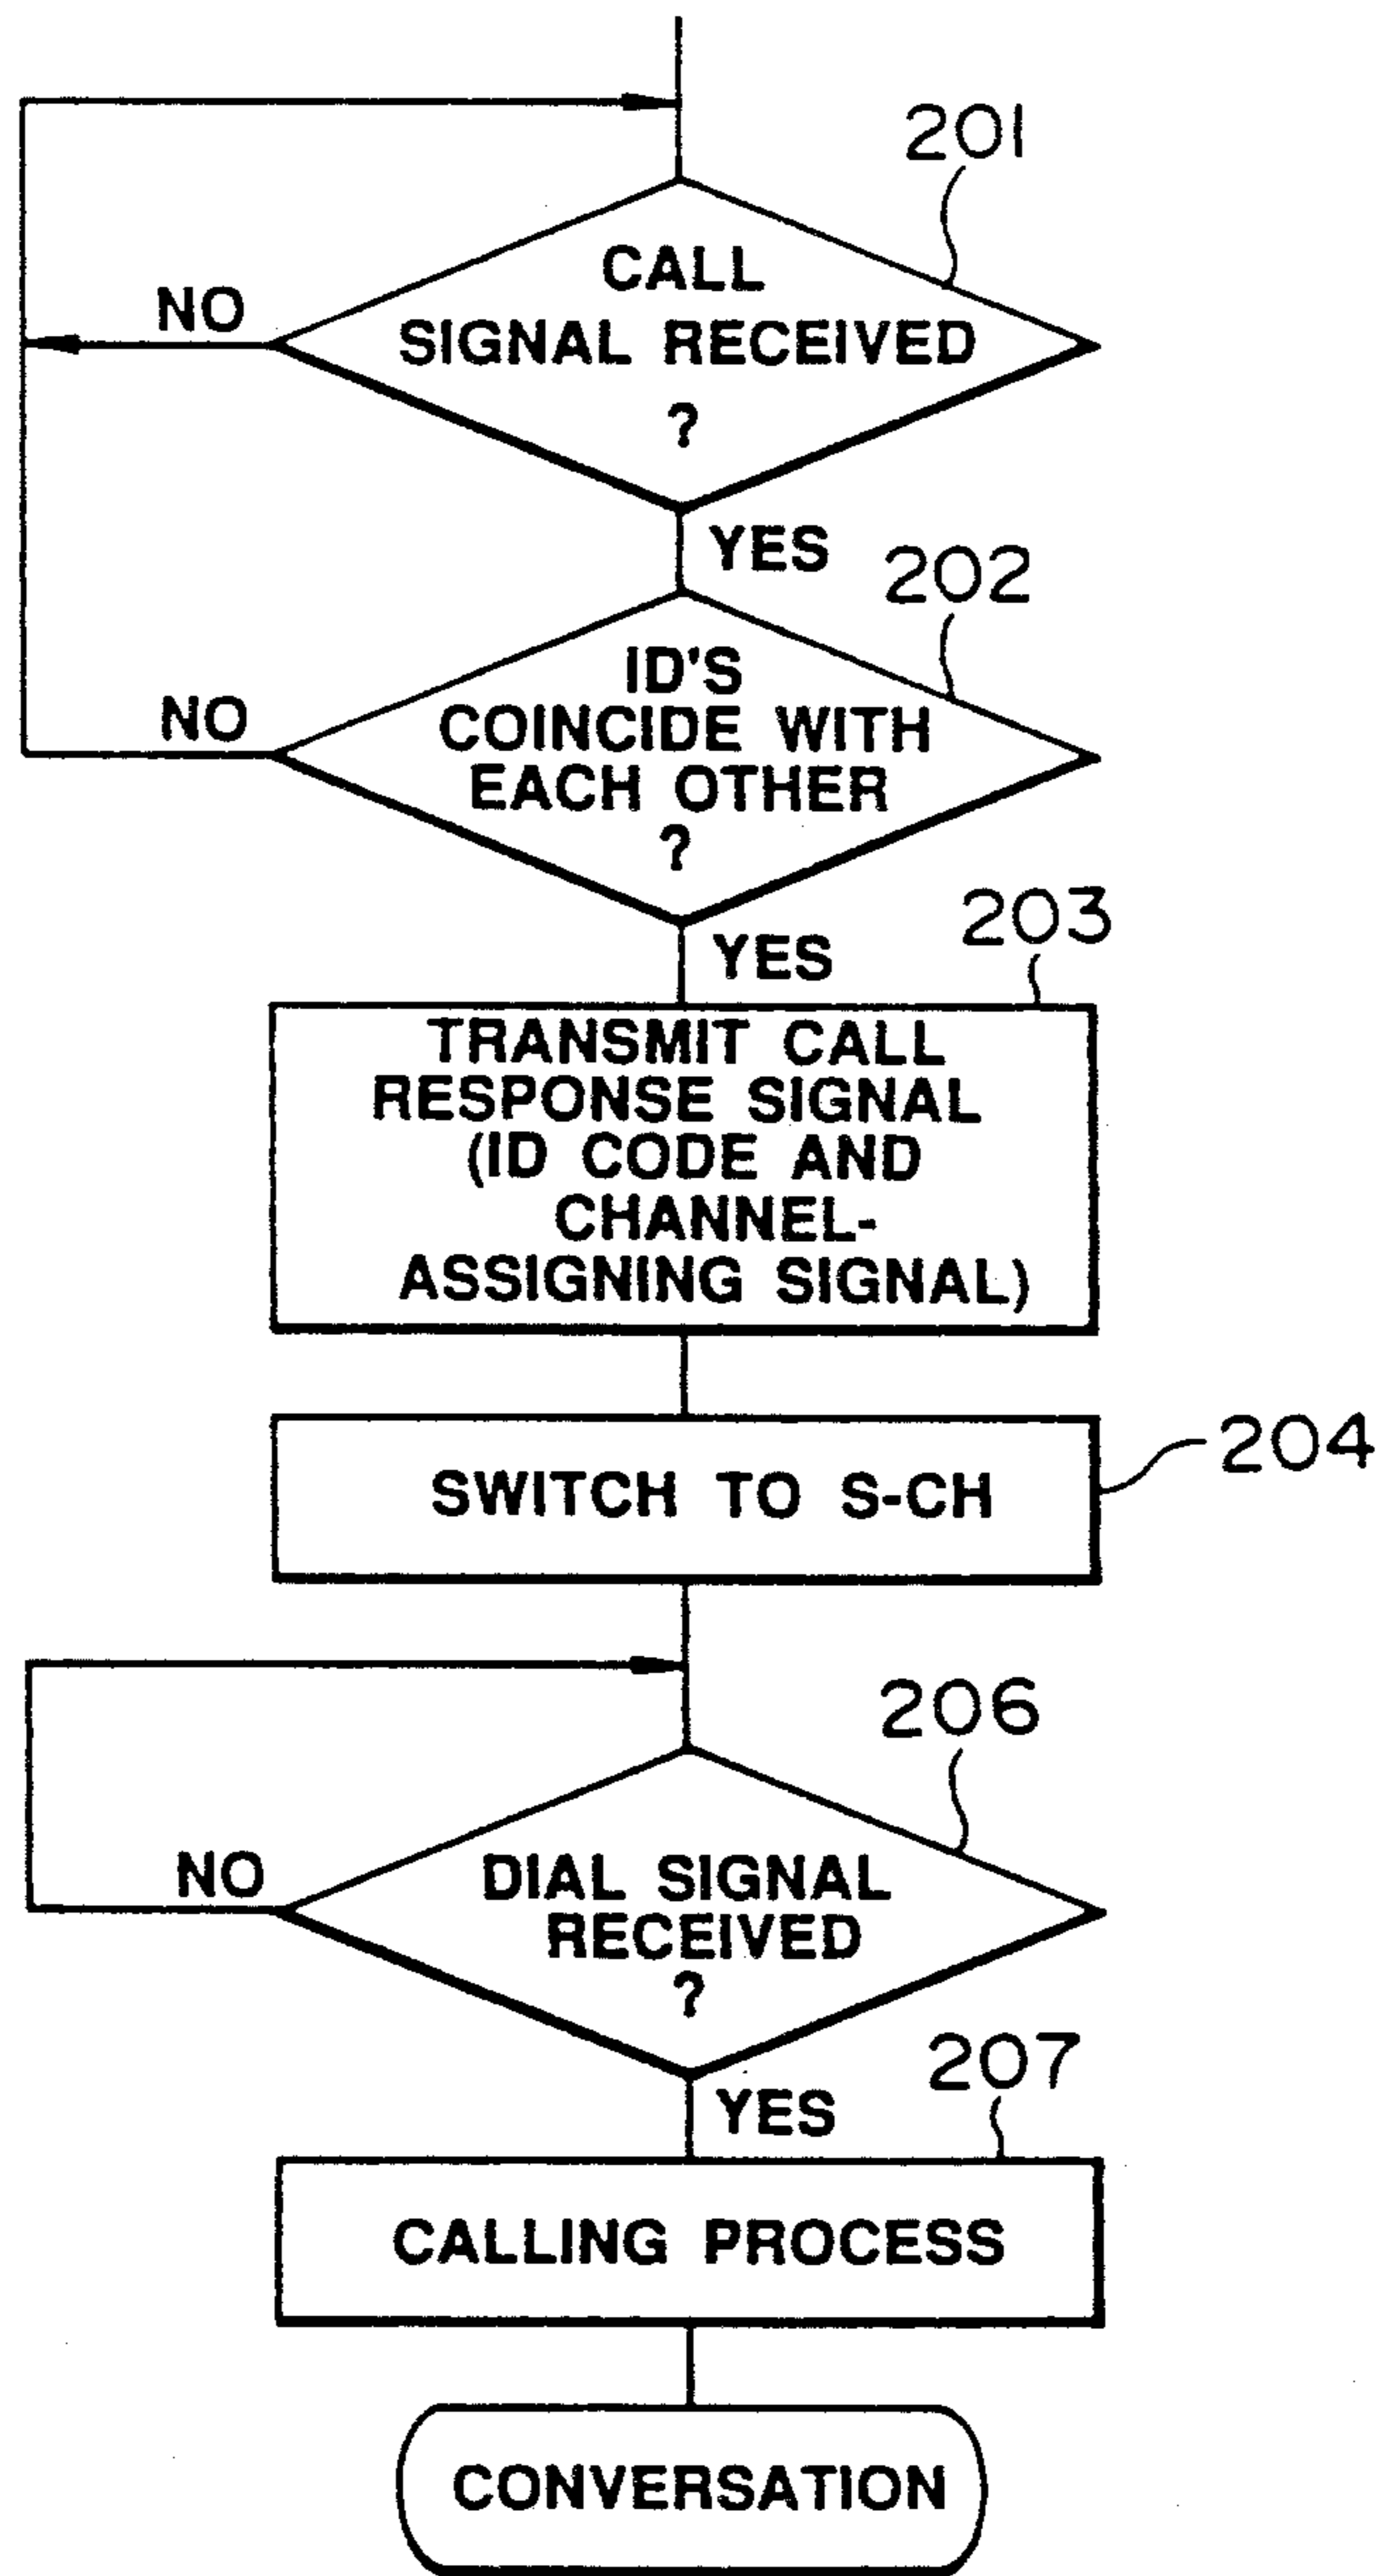 201
CALL
SIGNAL RECEIVED
?
NO
YES
202
ID'S
COINCIDE WITH
EACH OTHER
?
NO
YES
203
TRANSMIT CALL
RESPONSE SIGNAL
(ID CODE AND
CHANNEL-
ASSIGNING SIGNAL)
SWITCH TO S-CH
204
206
DIAL SIGNAL
RECEIVED
?
NO
YES
207
CALLING PROCESS
CONVERSATION